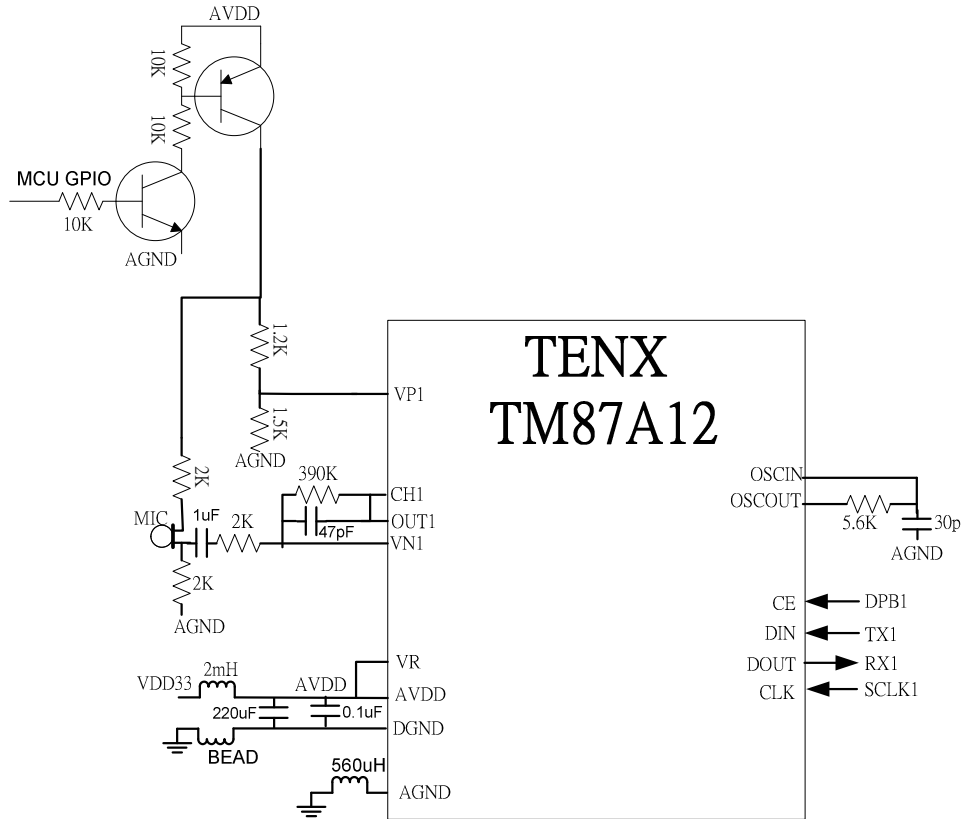 AVDD
10K
10K
MCU GPIO
10K
AGND
1.2K
TENX
TM87A12
VP1
1.5K
AGND
390K
2K
CH1
OSCIN
MIC
1uF
2K
OUT1
OSCOUT
47pF
VN1
5.6K
30p
AGND
2K
AGND
CE
DPB1
DIN
TX1
DOUT
RX1
CLK
SCLK1
VR
2mH
VDD33
AVDD
AVDD
220uF
0.1uF
DGND
BEAD
560uH
AGND